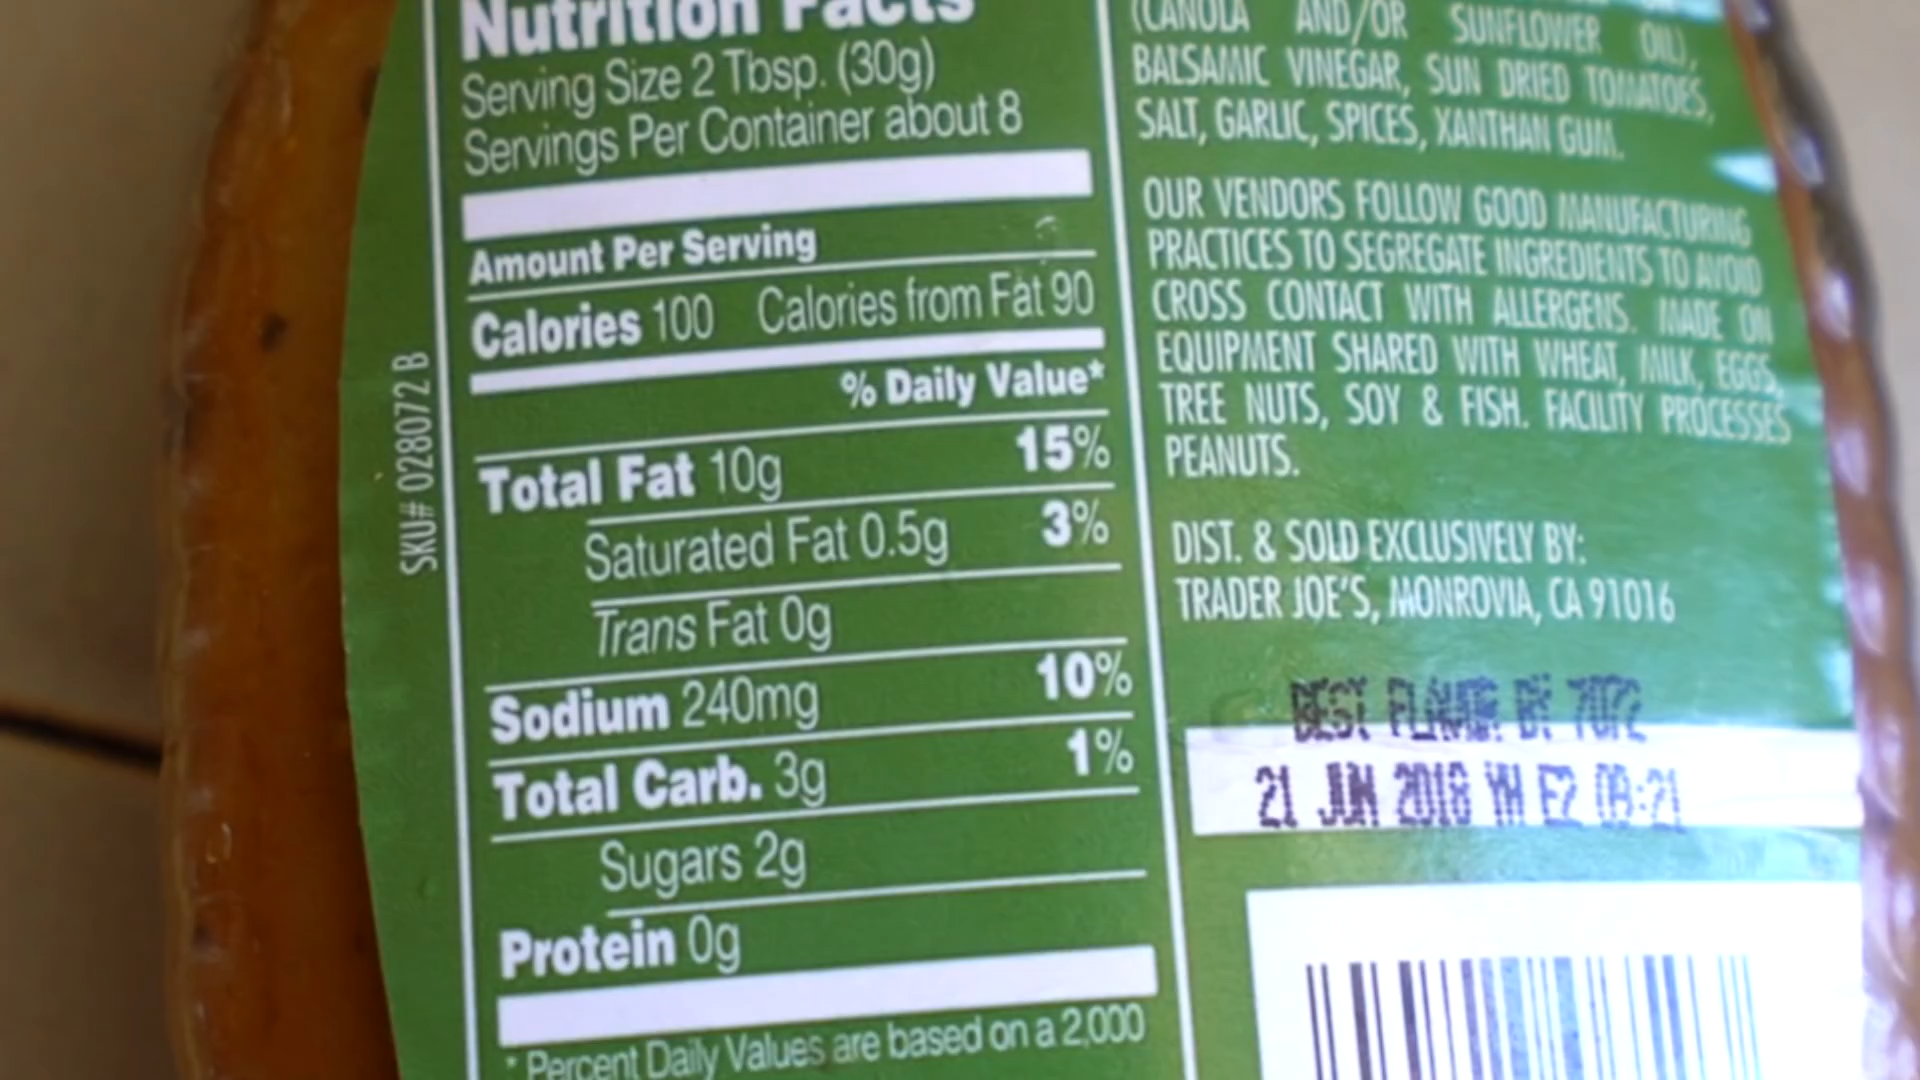 Nutrition Facts
Serving Size 2 Tbsp. (30g)
Servings Per Container about 8
Amount Per Serving
Calories 100 Calories from Fat 90
% Daily Value*
Total Fat 10g 15%
Saturated Fat 0.5g 3%
Trans Fat 0g
Sodium 240mg 10%
Total Carb. 3g 1%
Sugars 2g
Protein 0g
* Percent Daily Values are based on a 2,000
SKU# 028072 B
(CANOLA AND/OR SUNFLOWER OIL),
BALSAMIC VINEGAR, SUN DRIED TOMATOES,
SALT, GARLIC, SPICES, XANTHAN GUM.
OUR VENDORS FOLLOW GOOD MANUFACTURING
PRACTICES TO SEGREGATE INGREDIENTS TO AVOID
CROSS CONTACT WITH ALLERGENS. MADE ON
EQUIPMENT SHARED WITH WHEAT, MILK, EGGS,
TREE NUTS, SOY & FISH. FACILITY PROCESSES
PEANUTS.
DIST. & SOLD EXCLUSIVELY BY:
TRADER JOE'S, MONROVIA, CA 91016
BEST FLAVOR BY
21 JUN 2018